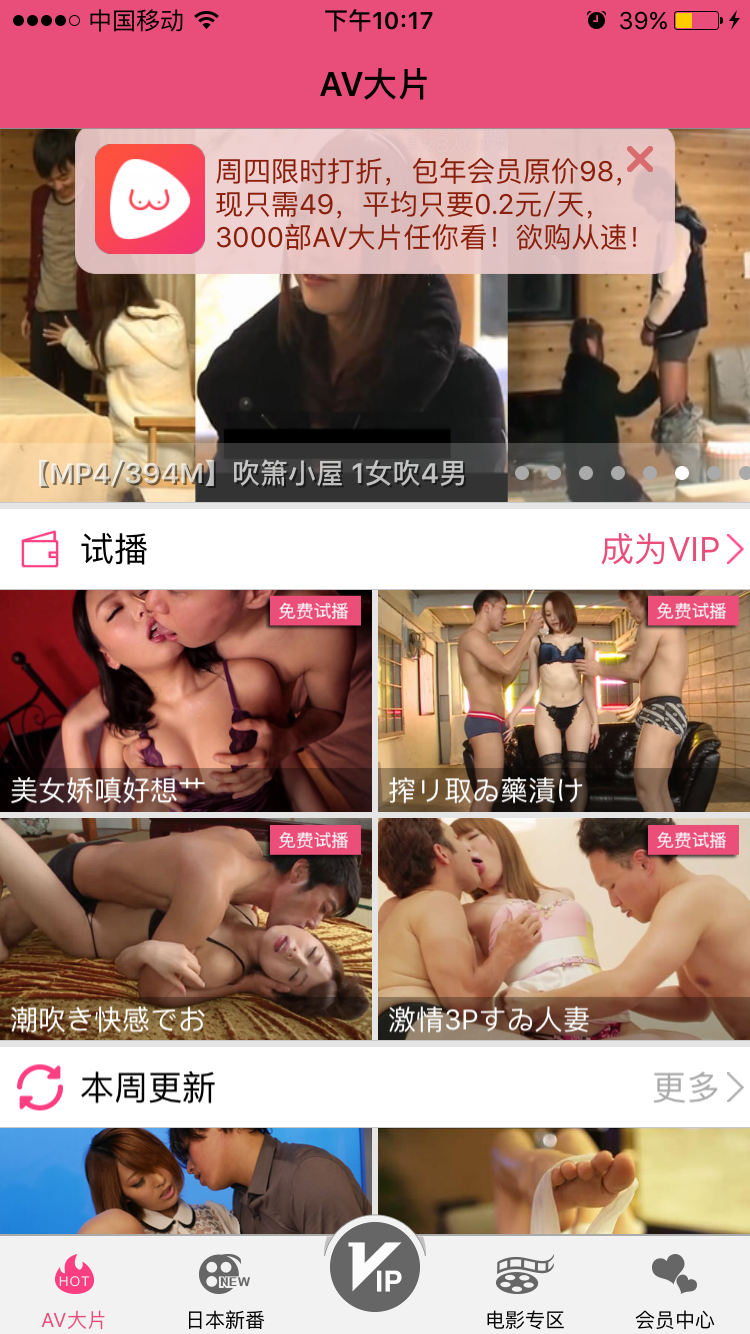 中国移动 下午10:17 39%
AV大片
周四限时打折，包年会员原价98，
现只需49，平均只要0.2元/天，
3000部AV大片任你看！欲购从速！
【MP4/394M】吹箫小屋 1女吹4男
试播 成为VIP
免费试播 免费试播
美女娇嗔好想艹 搾リ取ゐ藥漬け
免费试播 免费试播
潮吹き快感でお 激情3Pすゐ人妻
本周更新 更多
HOT NEW VIP
AV大片 日本新番 电影专区 会员中心